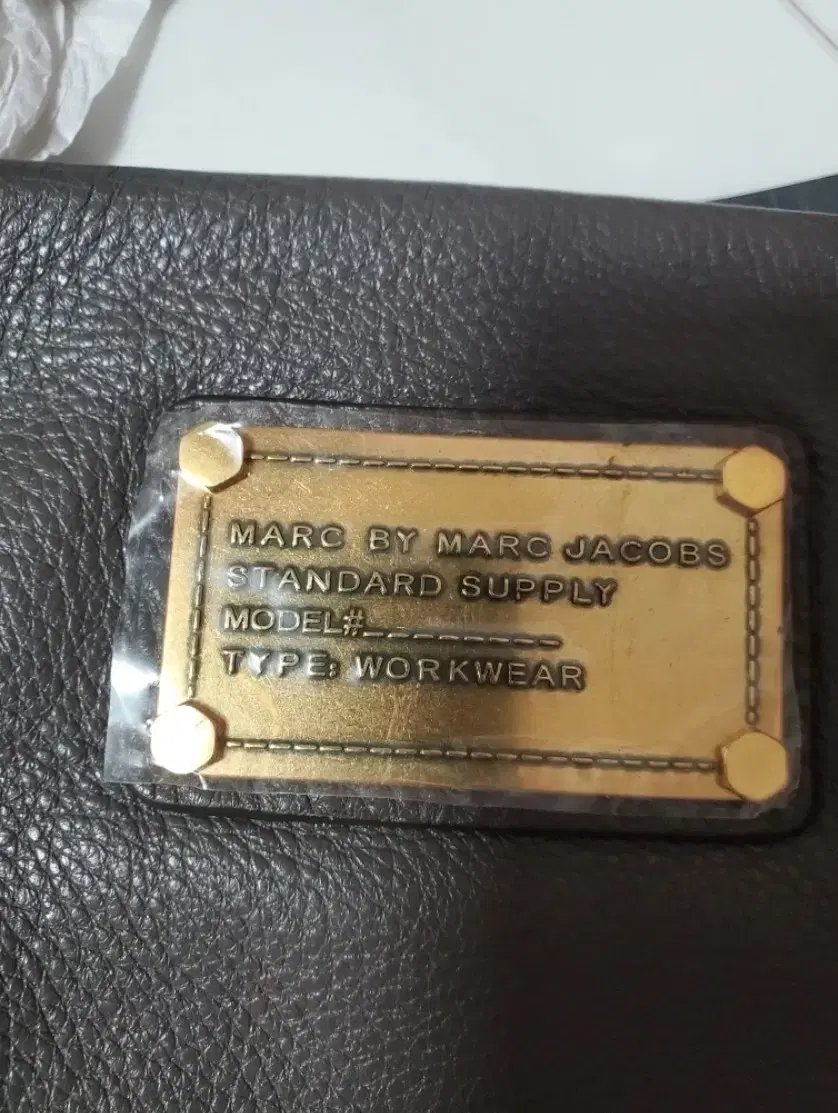 MARC BY MARC JACOBS
STANDARD SUPPLY
MODEL#_________
TYPE: WORKWEAR